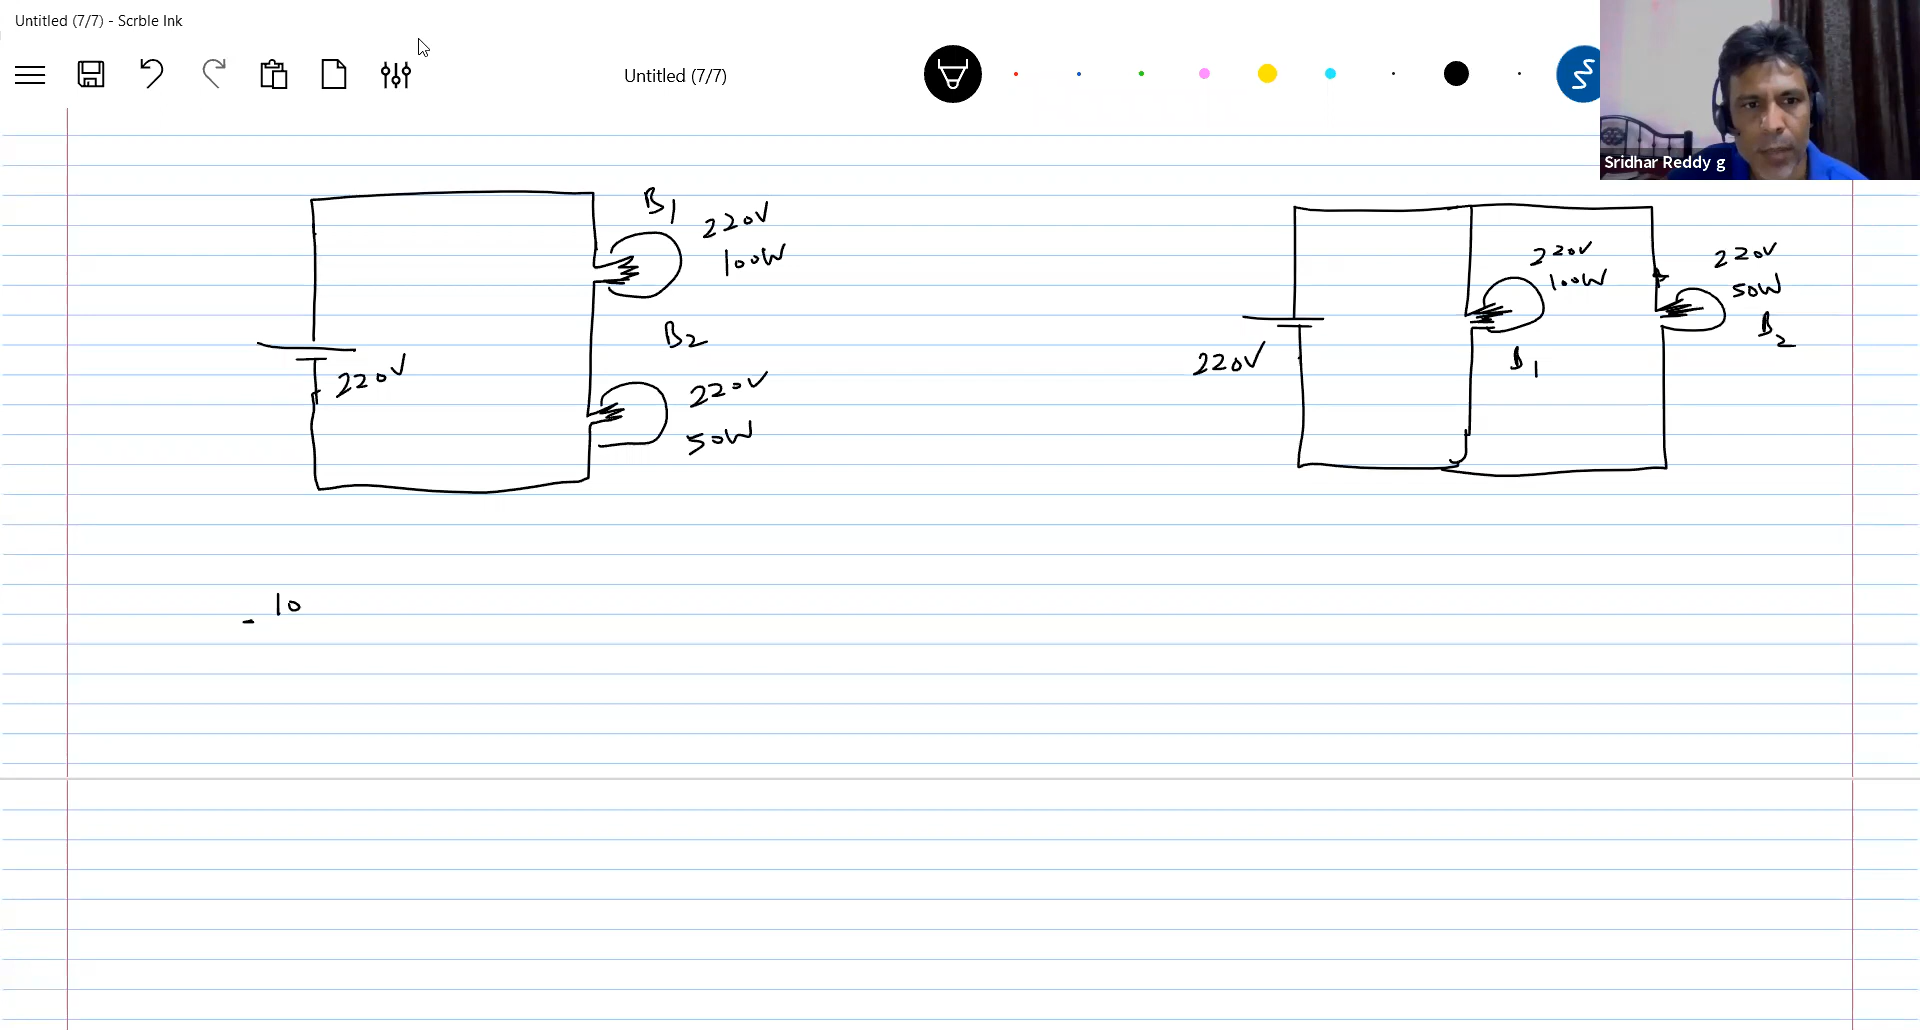 Untitled (7/7) - Scrble Ink
Untitled (7/7)
Sridhar Reddy g
B1
220V
100W
220V
B2
220V
50W
220V
220V
100W
B1
220V
50W
B2
- 10